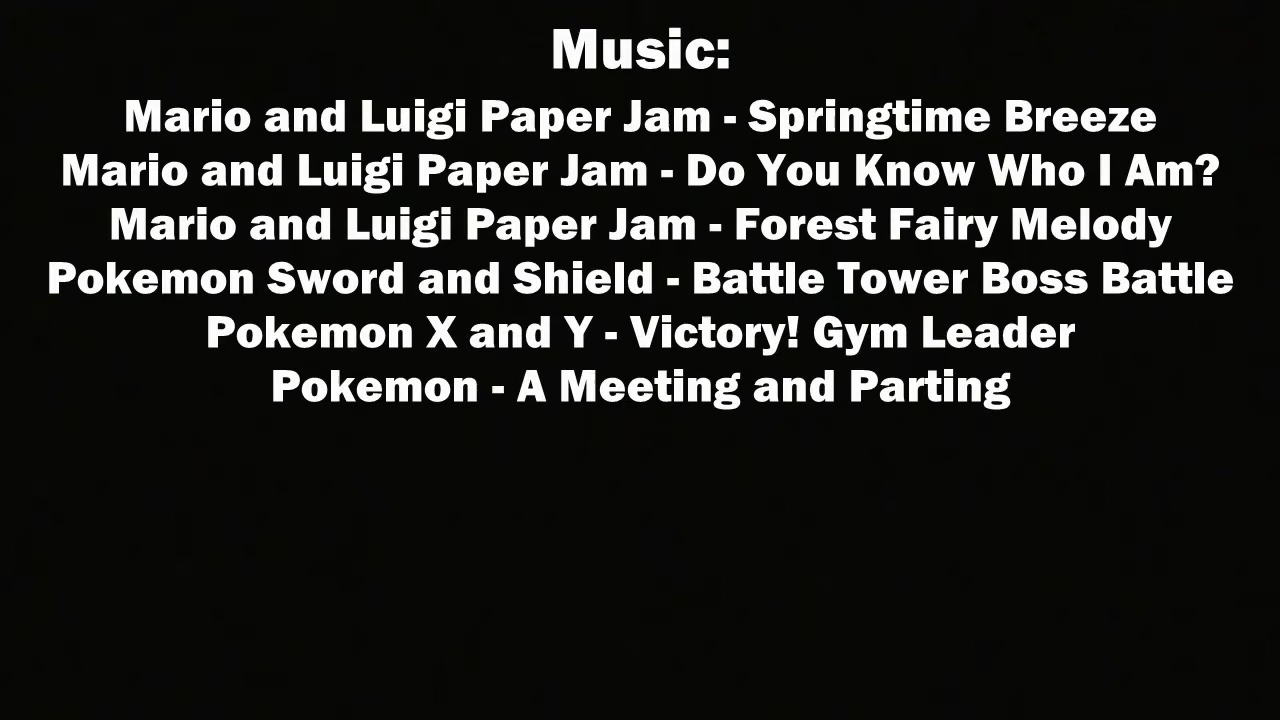 Music:
Mario and Luigi Paper Jam - Springtime Breeze
Mario and Luigi Paper Jam - Do You Know Who I Am?
Mario and Luigi Paper Jam - Forest Fairy Melody
Pokemon Sword and Shield - Battle Tower Boss Battle
Pokemon X and Y - Victory! Gym Leader
Pokemon - A Meeting and Parting